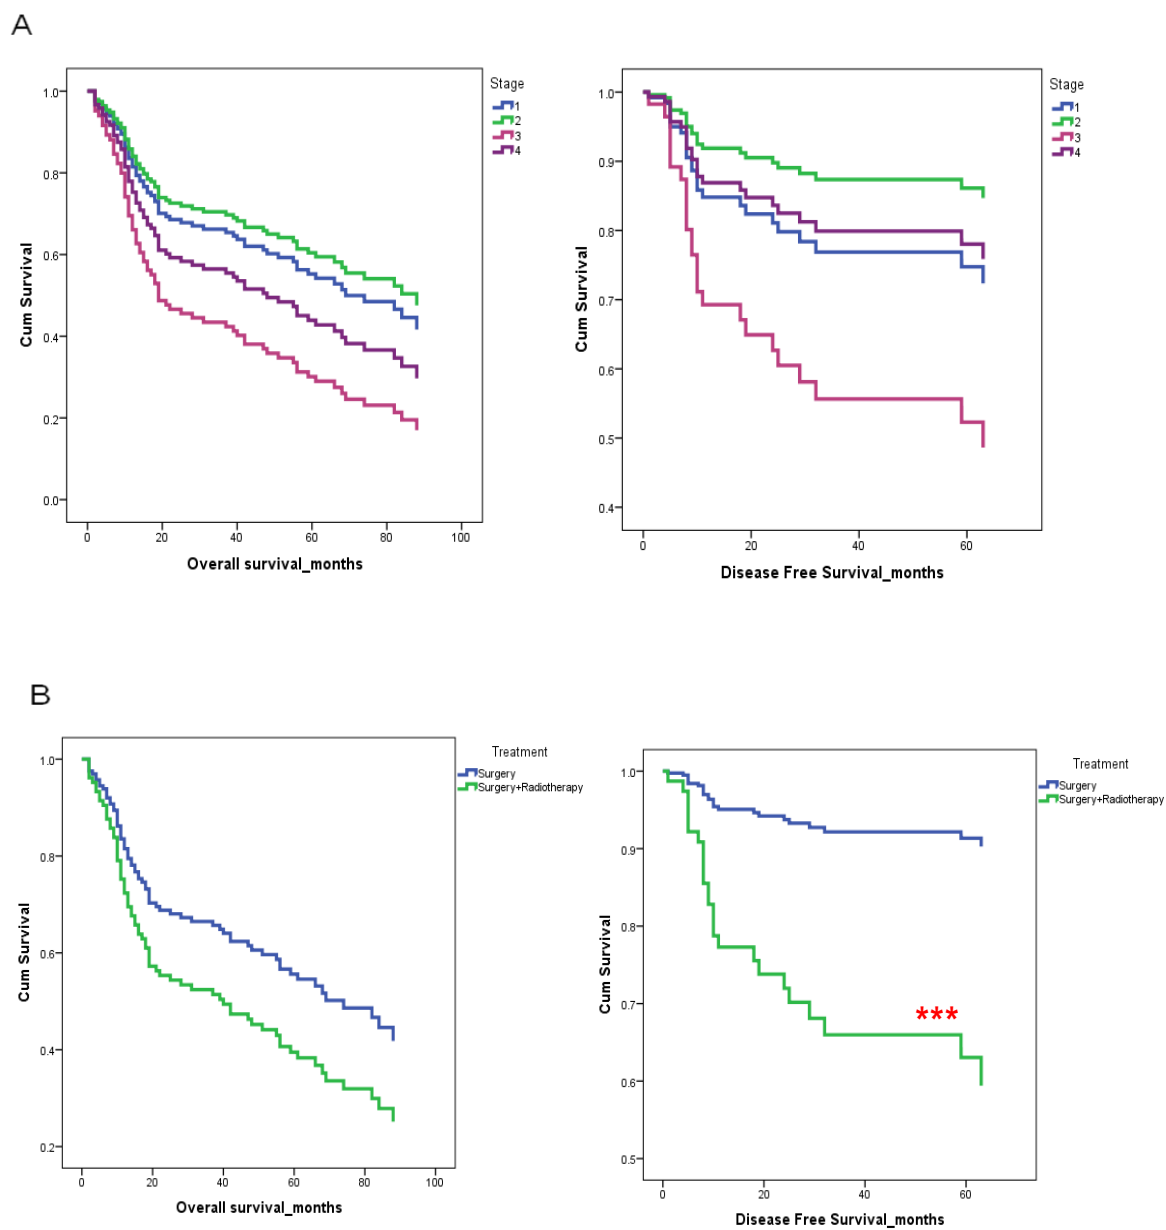 A
Stage
1
2
3
4
1.0
0.8
0.6
0.4
0.2
0.0
Cum Survival
0 20 40 60 80 100
Overall survival_months
Stage
1
2
3
4
1.0
0.9
0.8
0.7
0.6
0.5
0.4
Cum Survival
0 20 40 60
Disease Free Survival_months
B
Treatment
Surgery
Surgery+Radiotherapy
1.0
0.8
0.6
0.4
0.2
Cum Survival
0 20 40 60 80 100
Overall survival_months
Treatment
Surgery
Surgery+Radiotherapy
1.0
0.9
0.8
0.7
0.6
0.5
Cum Survival
***
0 20 40 60
Disease Free Survival_months